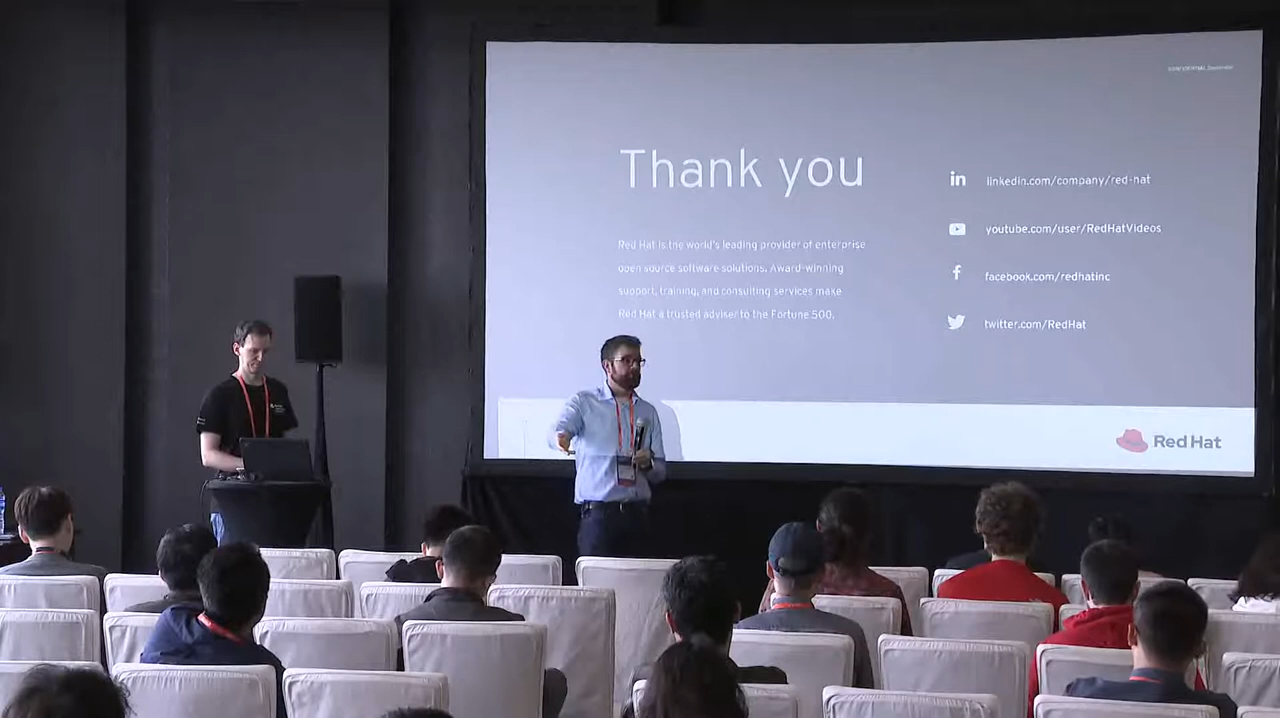 Thank you
Red Hat is the world's leading provider of enterprise
open source software solutions. Award-winning
support, training, and consulting services make
Red Hat a trusted adviser to the Fortune 500.
linkedin.com/company/red-hat
youtube.com/user/RedHatVideos
facebook.com/redhatinc
twitter.com/RedHat
Red Hat